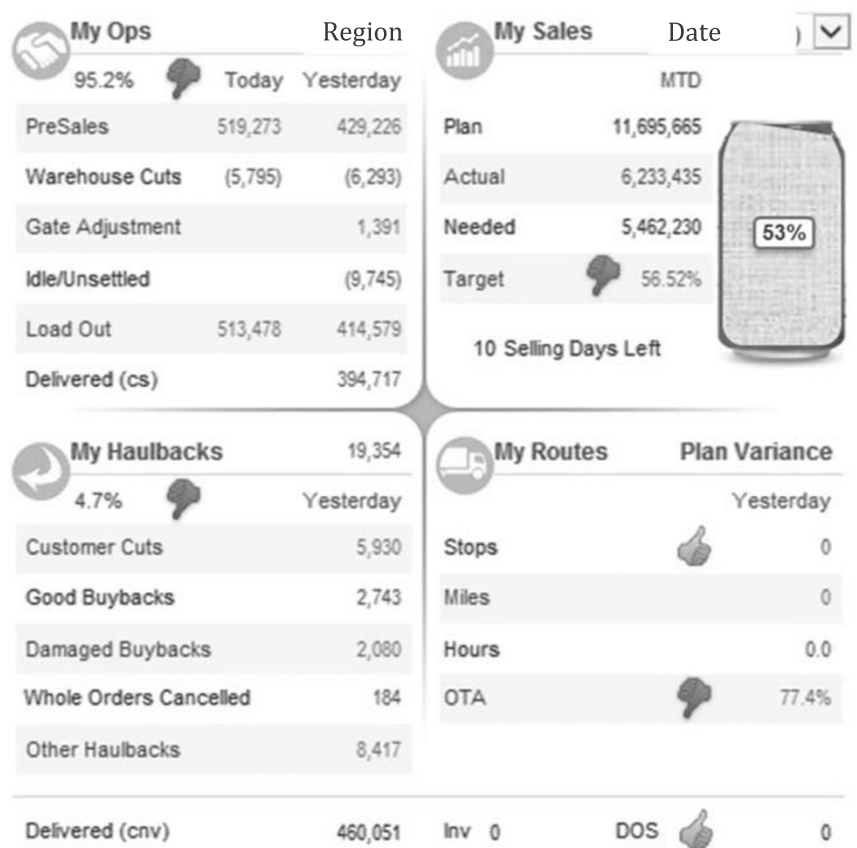 My Ops Region
95.2% Today Yesterday
PreSales 519,273 429,226
Warehouse Cuts (5,795) (6,293)
Gate Adjustment 1,391
Idle/Unsettled (9,745)
Load Out 513,478 414,579
Delivered (cs) 394,717
My Sales Date )
MTD
Plan 11,695,665
Actual 6,233,435
Needed 5,462,230
Target 56.52%
53%
10 Selling Days Left
My Haulbacks 19,354
4.7% Yesterday
Customer Cuts 5,930
Good Buybacks 2,743
Damaged Buybacks 2,080
Whole Orders Cancelled 184
Other Haulbacks 8,417
My Routes Plan Variance
Yesterday
Stops 0
Miles 0
Hours 0.0
OTA 77.4%
Delivered (cnv) 460,051 Inv 0 DOS 0